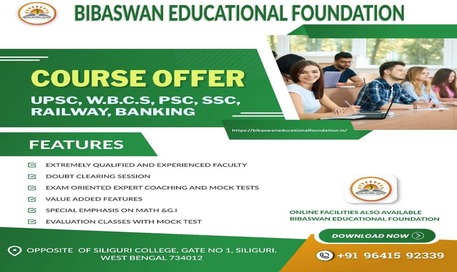 BIBASWAN EDUCATIONAL FOUNDATION
COURSE OFFER
UPSC, W.B.C.S, PSC, SSC,
RAILWAY, BANKING
https://bibaswaneducationalfoundation.in/
FEATURES
EXTREMELY QUALIFIED AND EXPERIENCED FACULTY
DOUBT CLEARING SESSION
EXAM ORIENTED EXPERT COACHING AND MOCK TESTS
VALUE ADDED FEATURES
SPECIAL EMPHASIS ON MATH &G.I
EVALUATION CLASSES WITH MOCK TEST
ONLINE FACILITIES ALSO AVAILABLE
BIBASWAN EDUCATIONAL FOUNDATION
DOWNLOAD NOW
OPPOSITE OF SILIGURI COLLEGE, GATE NO 1, SILIGURI,
WEST BENGAL 734012
+91 96415 92339